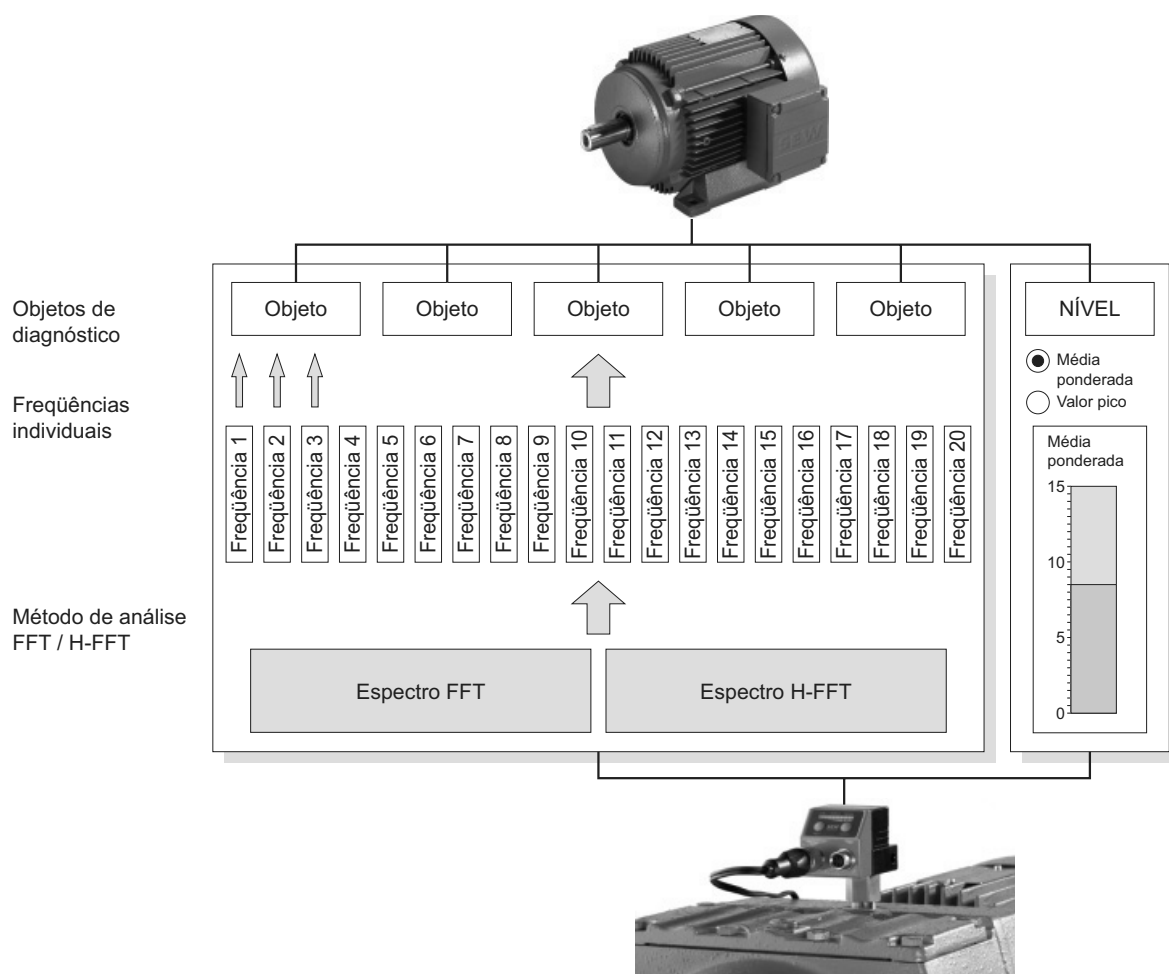 SEW
Objetos de
diagnóstico
Objeto
Objeto
Objeto
Objeto
Objeto
NÍVEL
Média
ponderada
Valor pico
Freqüências
individuais
Freqüência 1
Freqüência 2
Freqüência 3
Freqüência 4
Freqüência 5
Freqüência 6
Freqüência 7
Freqüência 8
Freqüência 9
Freqüência 10
Freqüência 11
Freqüência 12
Freqüência 13
Freqüência 14
Freqüência 15
Freqüência 16
Freqüência 17
Freqüência 18
Freqüência 19
Freqüência 20
Média
ponderada
15
10
5
0
Método de análise
FFT / H-FFT
Espectro FFT
Espectro H-FFT